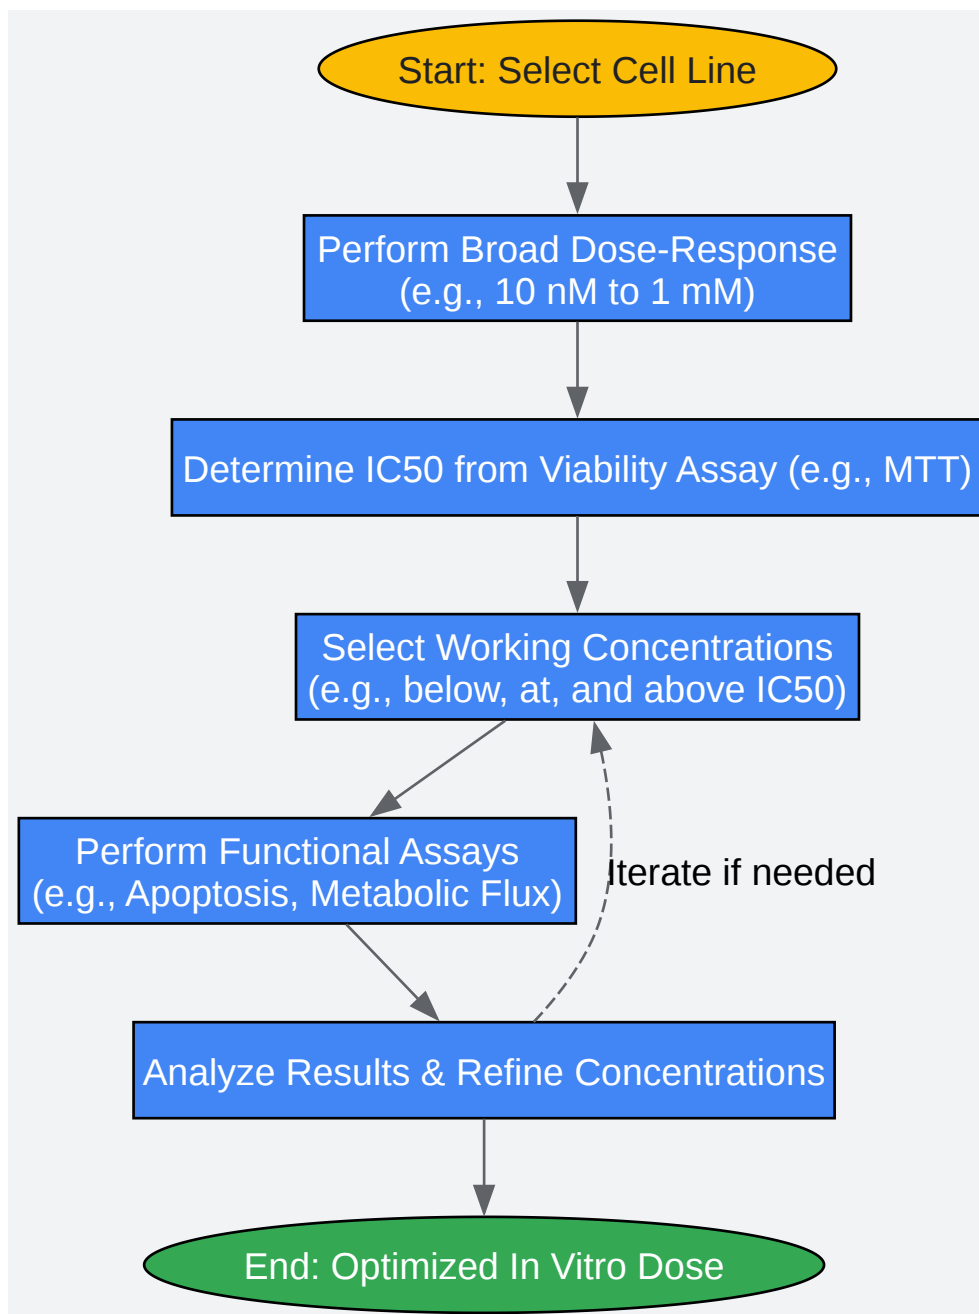 Start: Select Cell Line
Perform Broad Dose-Response
(e.g., 10 nM to 1 mM)
Determine IC50 from Viability Assay (e.g., MTT)
Select Working Concentrations
(e.g., below, at, and above IC50)
Perform Functional Assays
(e.g., Apoptosis, Metabolic Flux)
Iterate if needed
Analyze Results & Refine Concentrations
End: Optimized In Vitro Dose